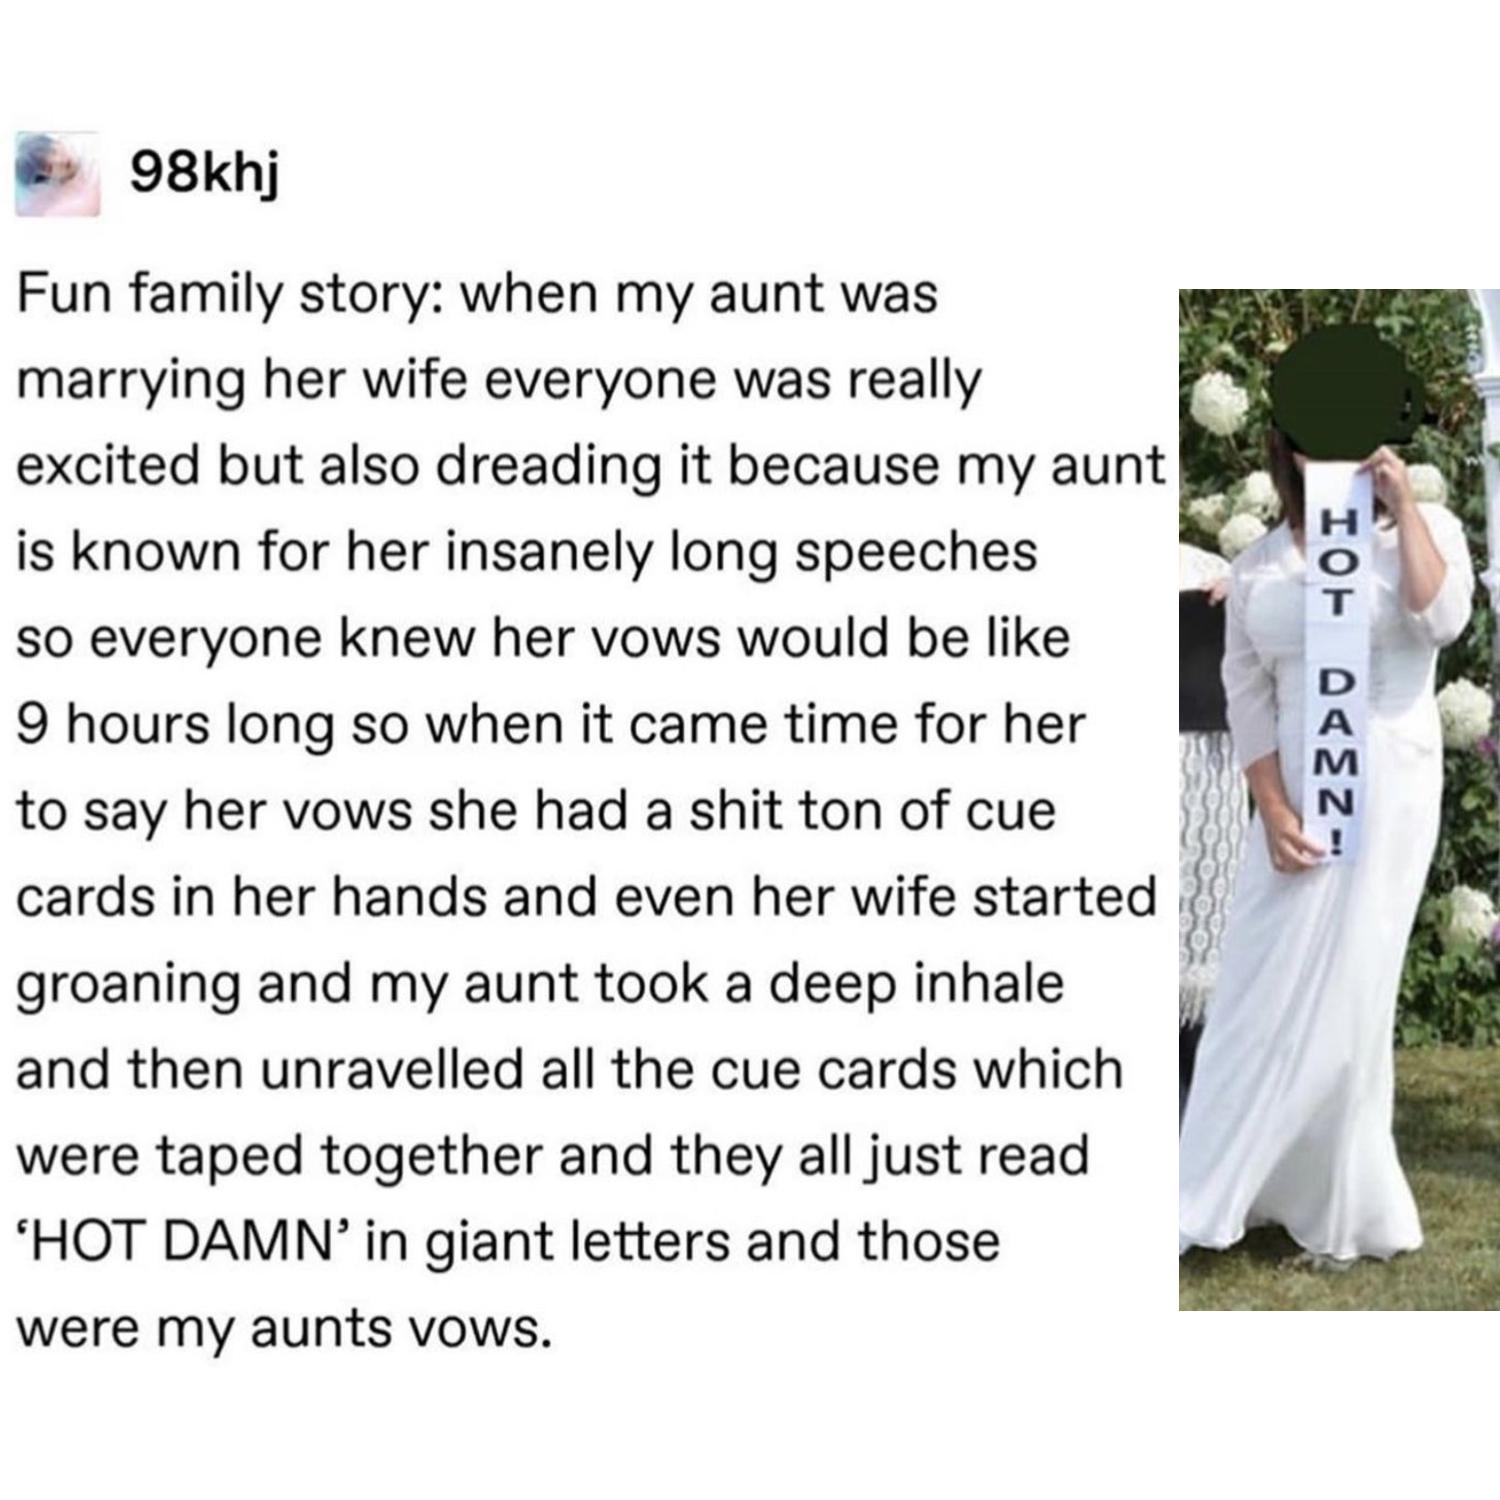 98khj
Fun family story: when my aunt was
marrying her wife everyone was really
excited but also dreading it because my aunt
is known for her insanely long speeches
so everyone knew her vows would be like
9 hours long so when it came time for her
to say her vows she had a shit ton of cue
cards in her hands and even her wife started
groaning and my aunt took a deep inhale
and then unravelled all the cue cards which
were taped together and they all just read
‘HOT DAMN’ in giant letters and those
were my aunts vows.
H
O
T
D
A
M
N
!